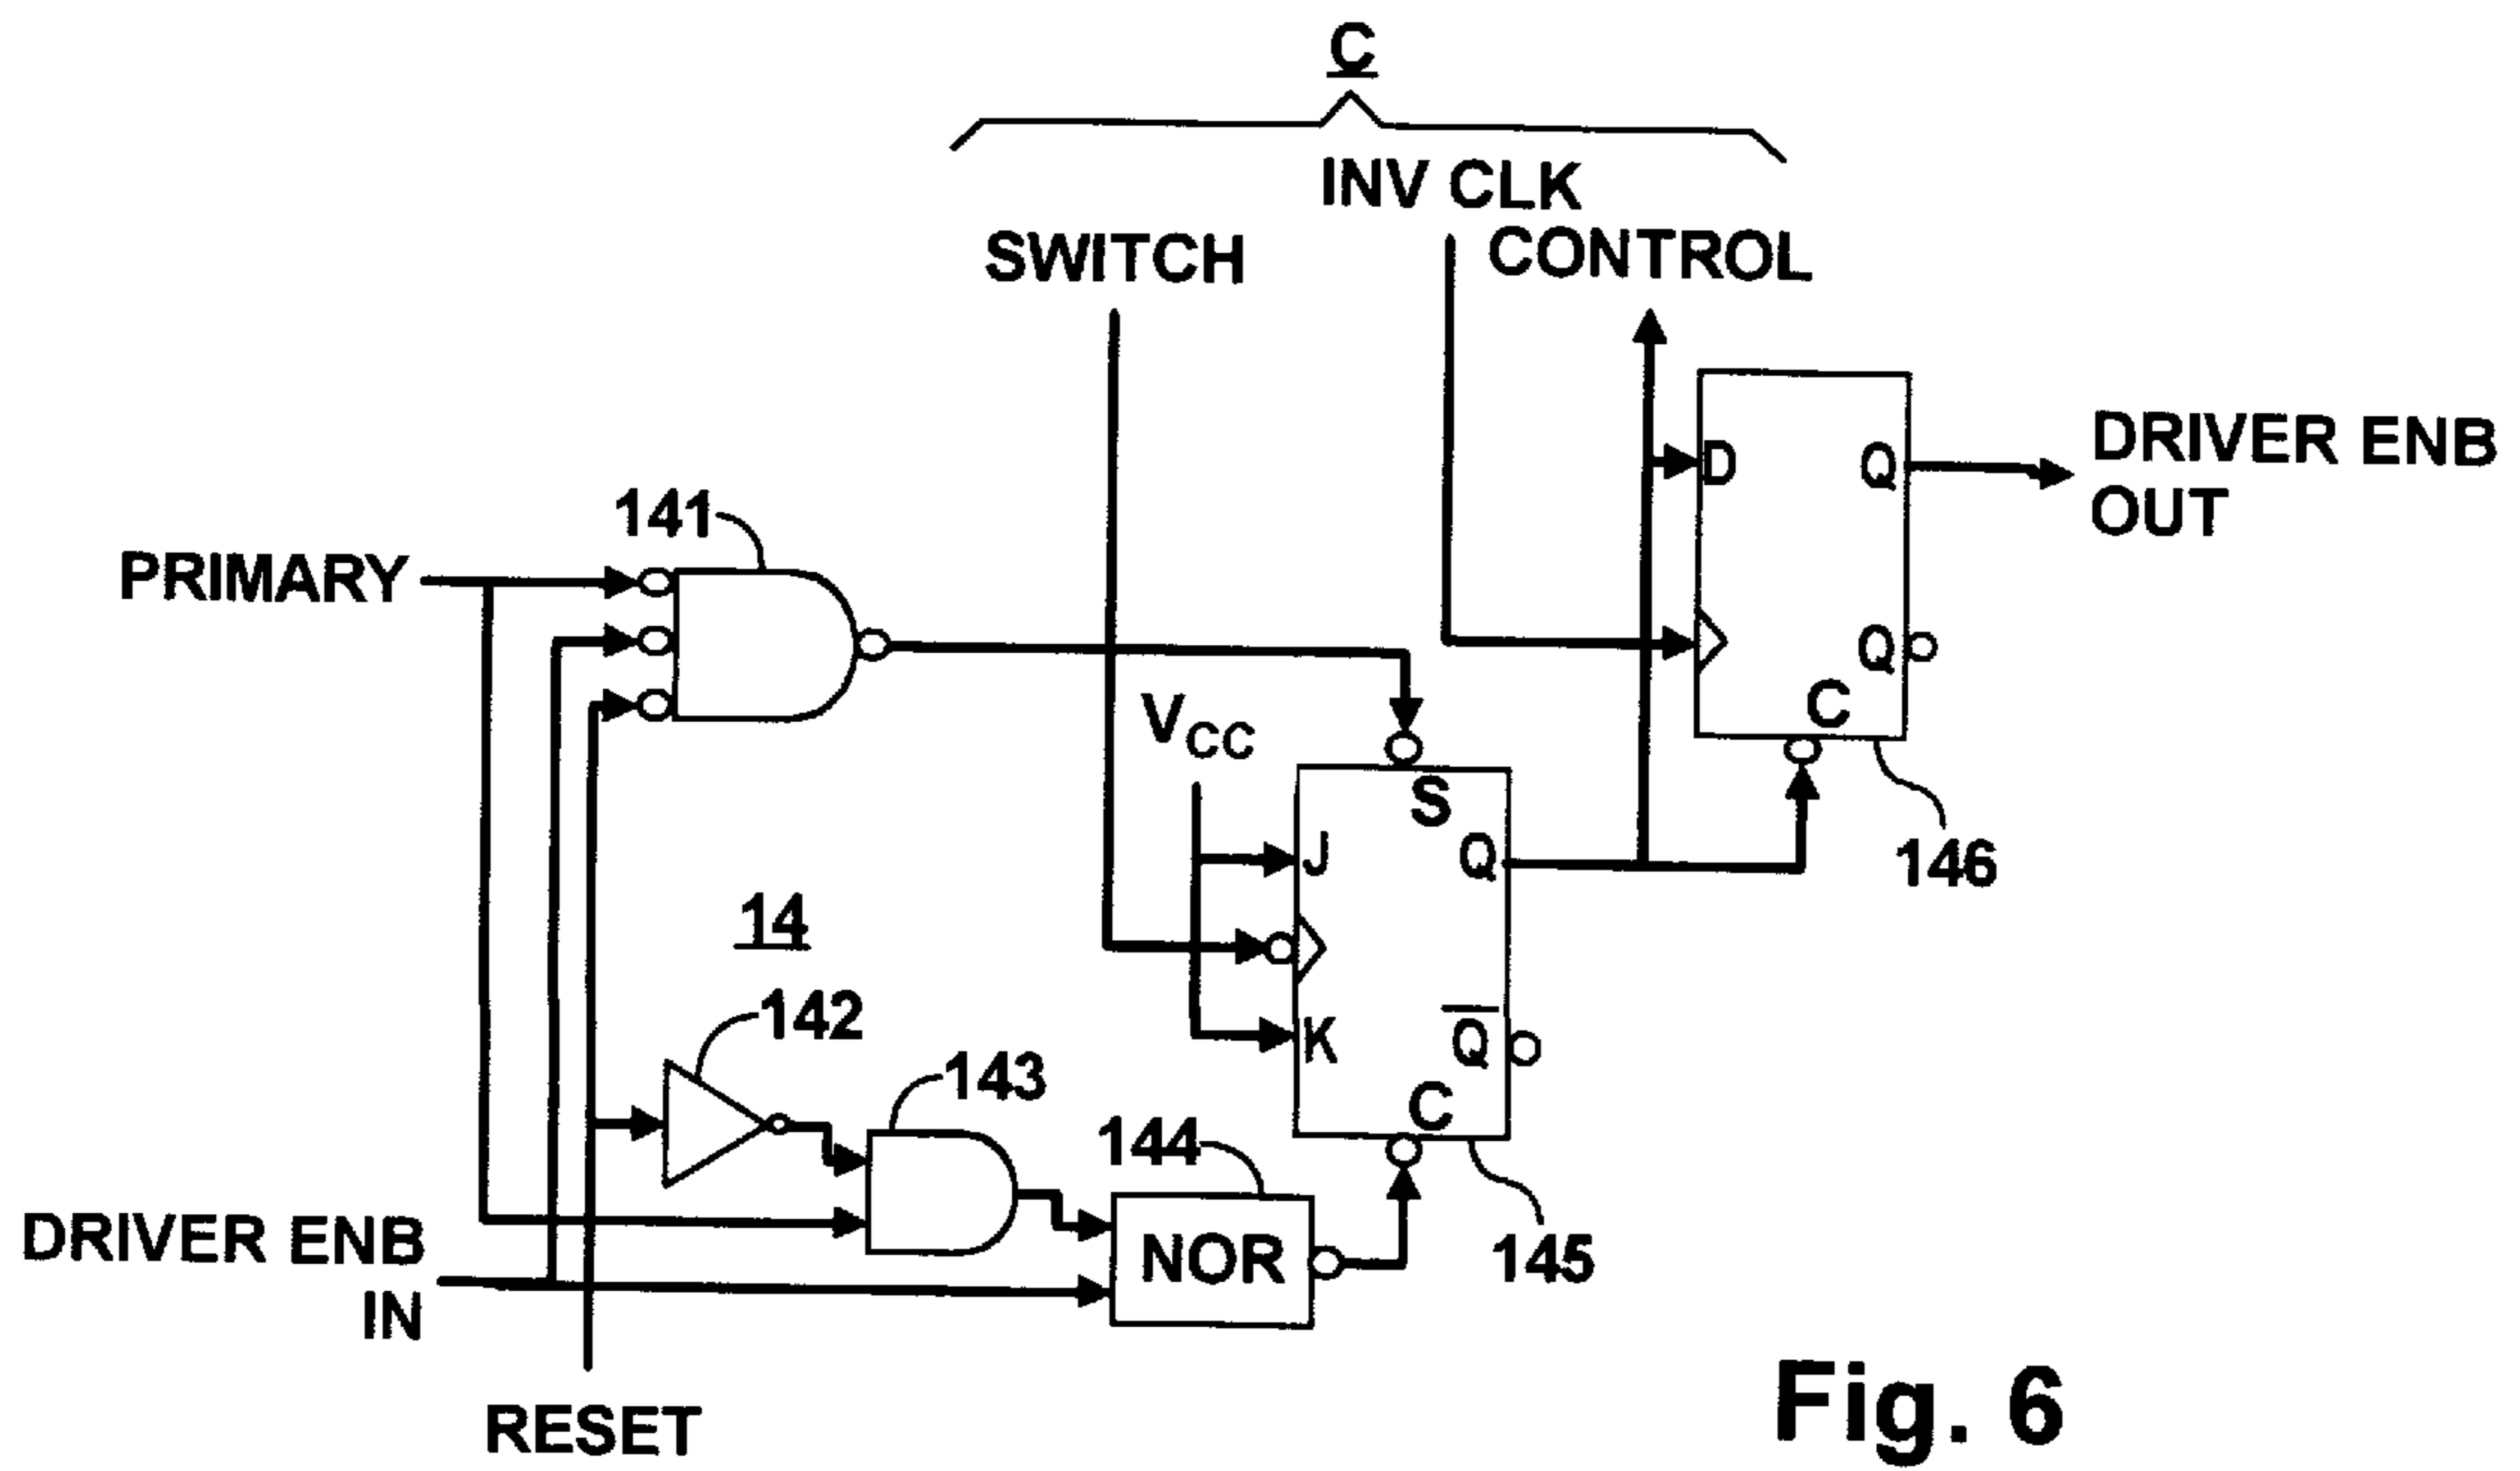 C
INV CLK
SWITCH
CONTROL
D
Q
DRIVER ENB
OUT
141
PRIMARY
Q
C
VCC
S
J
Q
146
14
142
K
Q̅
143
C
144
DRIVER ENB
IN
NOR
145
RESET
Fig. 6